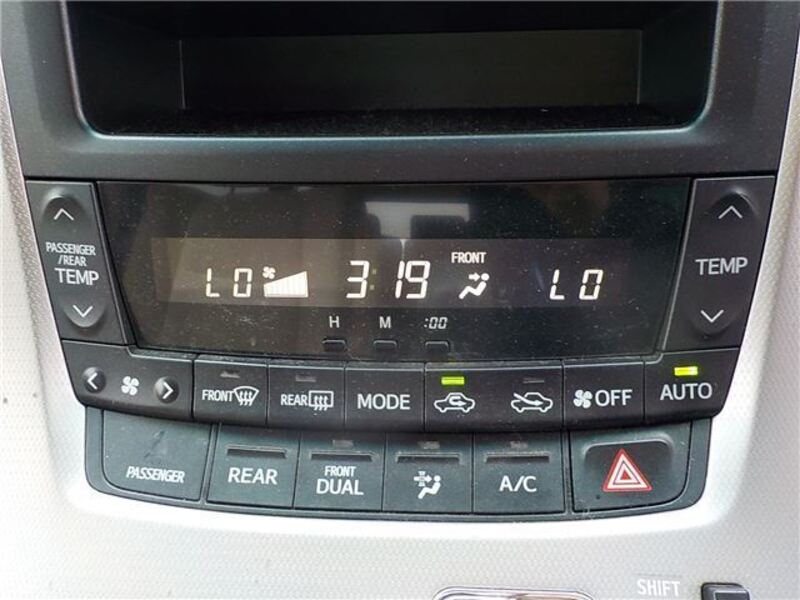 PASSENGER
/REAR
TEMP
LO 3:19 FRONT LO
TEMP
H M :00
FRONT REAR MODE OFF AUTO
PASSENGER
REAR
FRONT
DUAL
A/C
SHIFT